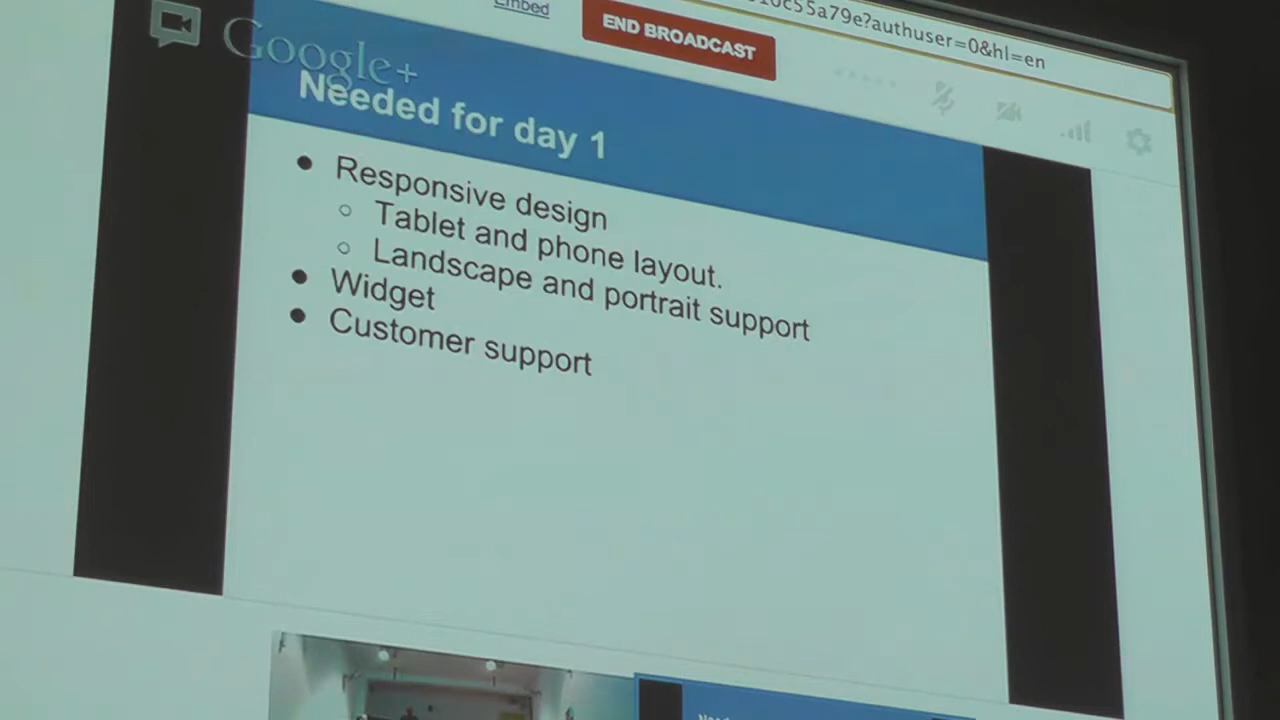 Embed
END BROADCAST
?authuser=0&hl=en
Google+
Needed for day 1
Responsive design
Tablet and phone layout.
Landscape and portrait support
Widget
Customer support